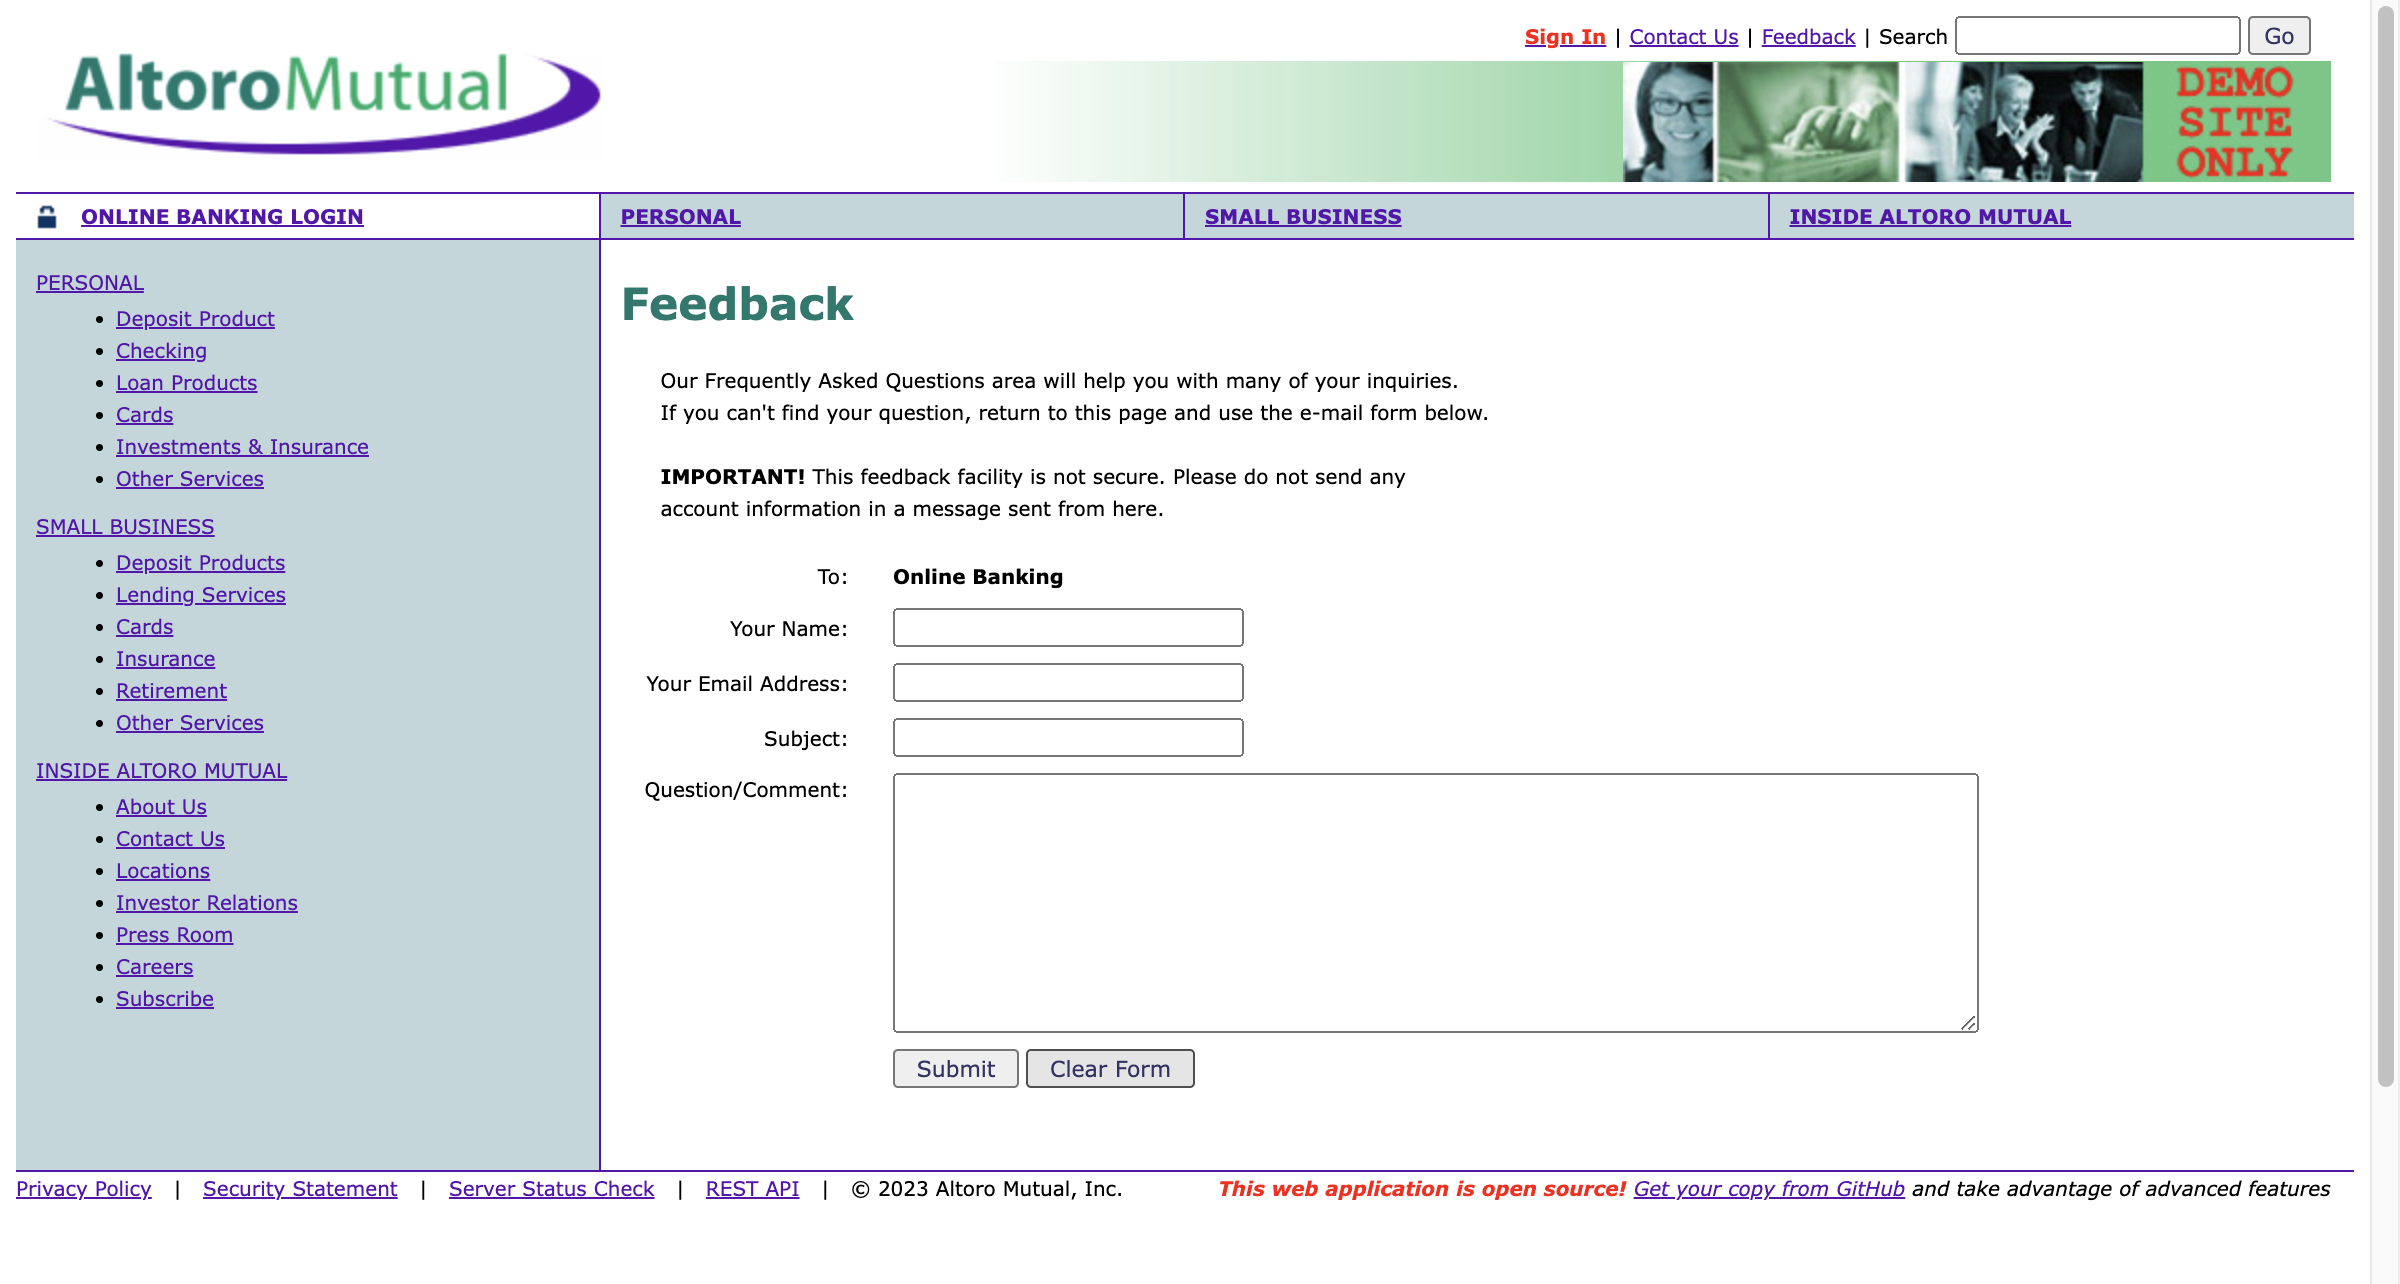 Sign In | Contact Us | Feedback | Search Go
AltoroMutual
DEMO
SITE
ONLY
ONLINE BANKING LOGIN
PERSONAL
SMALL BUSINESS
INSIDE ALTORO MUTUAL
PERSONAL
Deposit Product
Checking
Loan Products
Cards
Investments & Insurance
Other Services
SMALL BUSINESS
Deposit Products
Lending Services
Cards
Insurance
Retirement
Other Services
INSIDE ALTORO MUTUAL
About Us
Contact Us
Locations
Investor Relations
Press Room
Careers
Subscribe
Feedback
Our Frequently Asked Questions area will help you with many of your inquiries.
If you can't find your question, return to this page and use the e-mail form below.
IMPORTANT! This feedback facility is not secure. Please do not send any
account information in a message sent from here.
To: Online Banking
Your Name:
Your Email Address:
Subject:
Question/Comment:
Submit Clear Form
Privacy Policy | Security Statement | Server Status Check | REST API | © 2023 Altoro Mutual, Inc. This web application is open source! Get your copy from GitHub and take advantage of advanced features